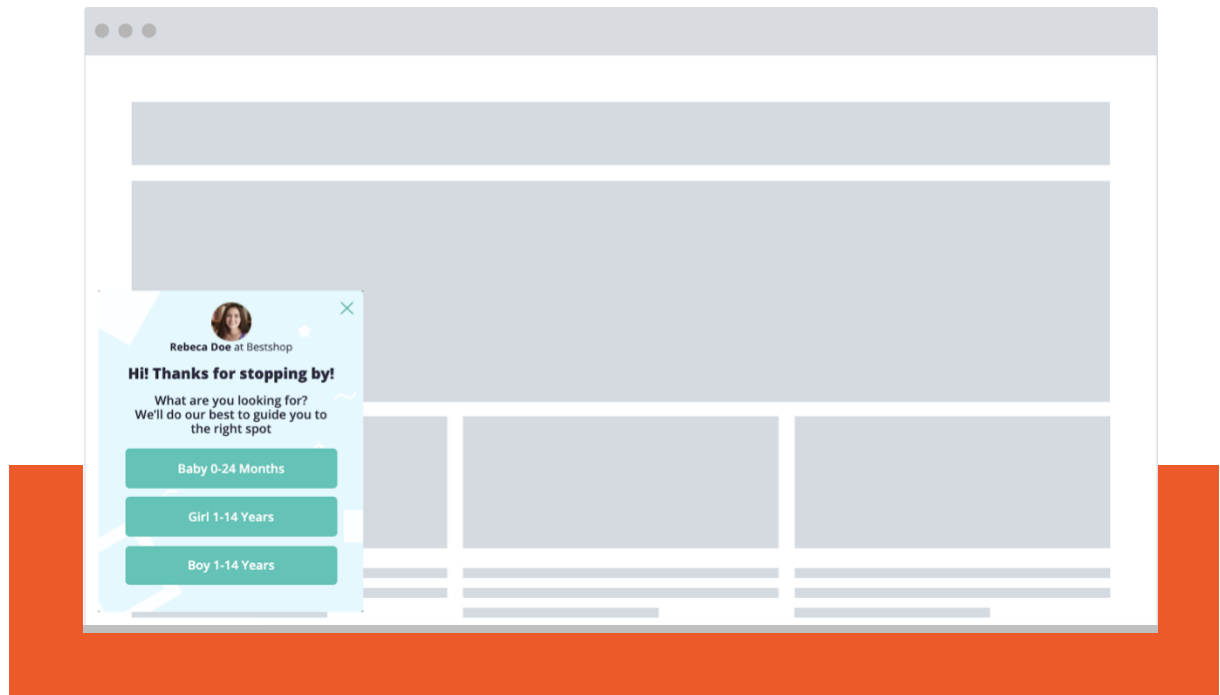 Rebeca Doe at Bestshop
Hi! Thanks for stopping by!
What are you looking for?
We'll do our best to guide you to
the right spot
Baby 0-24 Months
Girl 1-14 Years
Boy 1-14 Years